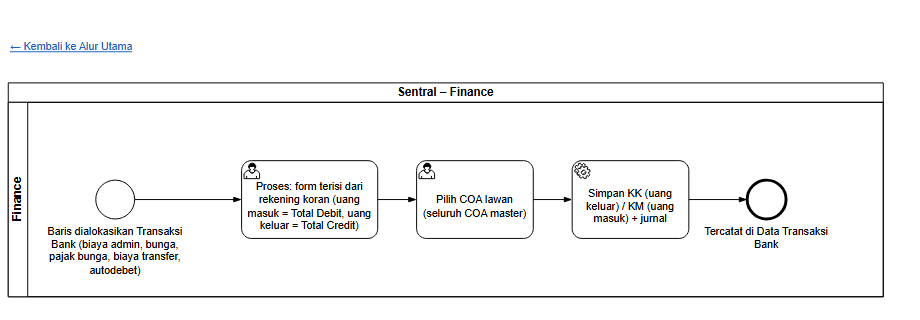 ← Kembali ke Alur Utama
Sentral – Finance
Finance
Baris dialokasikan Transaksi
Bank (biaya admin, bunga,
pajak bunga, biaya transfer,
autodebet)
Proses: form terisi dari
rekening koran (uang
masuk = Total Debit, uang
keluar = Total Credit)
Pilih COA lawan
(seluruh COA master)
Simpan KK (uang
keluar) / KM (uang
masuk) + jurnal
Tercatat di Data Transaksi
Bank